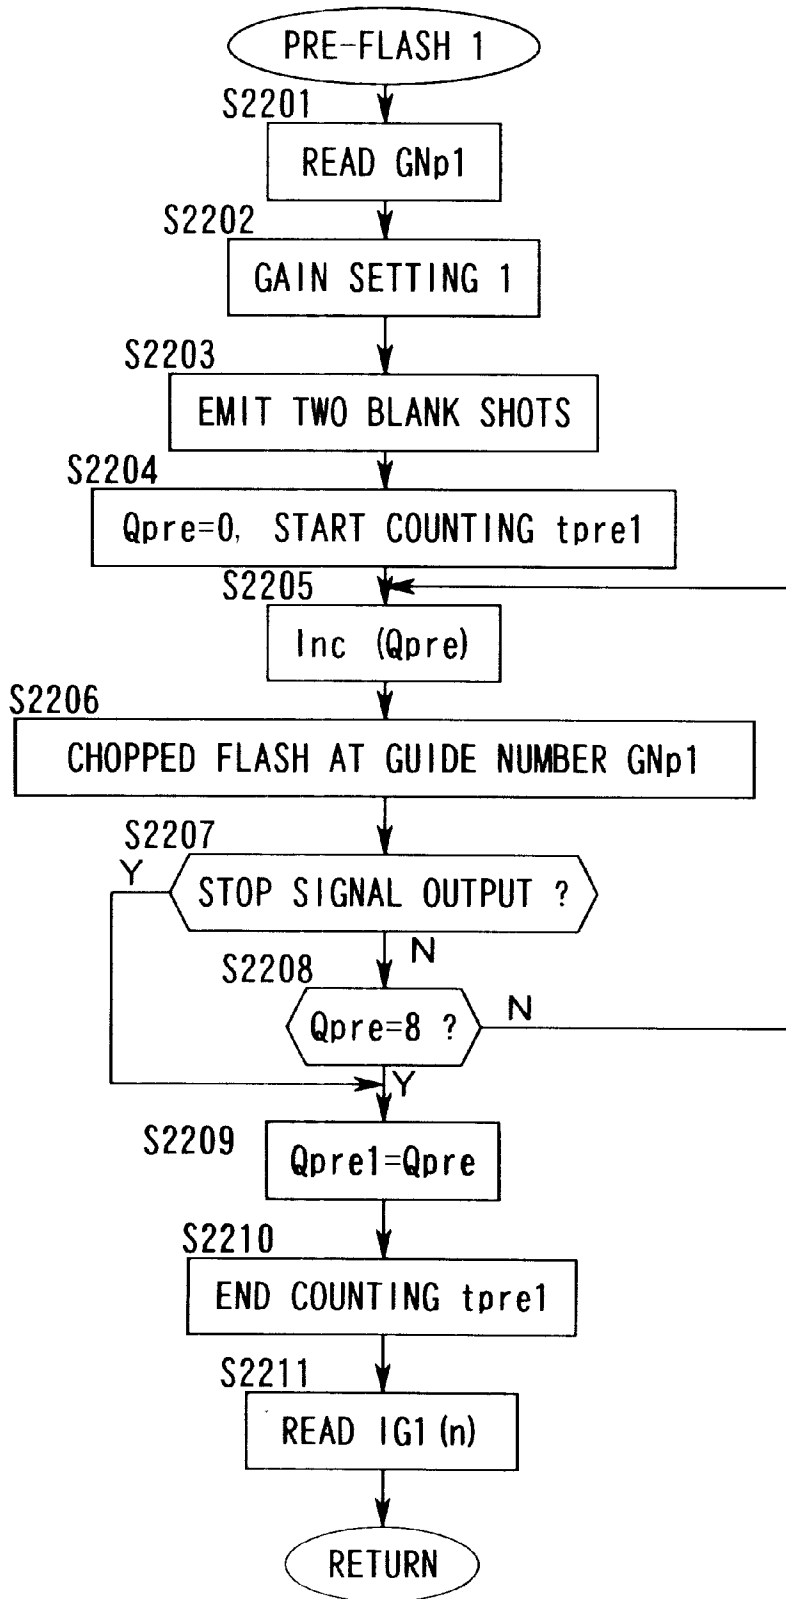 PRE-FLASH 1
S2201
READ GNp1
S2202
GAIN SETTING 1
S2203
EMIT TWO BLANK SHOTS
S2204
Qpre=0, START COUNTING tpre1
S2205
Inc (Qpre)
S2206
CHOPPED FLASH AT GUIDE NUMBER GNp1
S2207
Y
STOP SIGNAL OUTPUT ?
N
S2208
Qpre=8 ?
N
Y
S2209
Qpre1=Qpre
S2210
END COUNTING tpre1
S2211
READ IG1(n)
RETURN